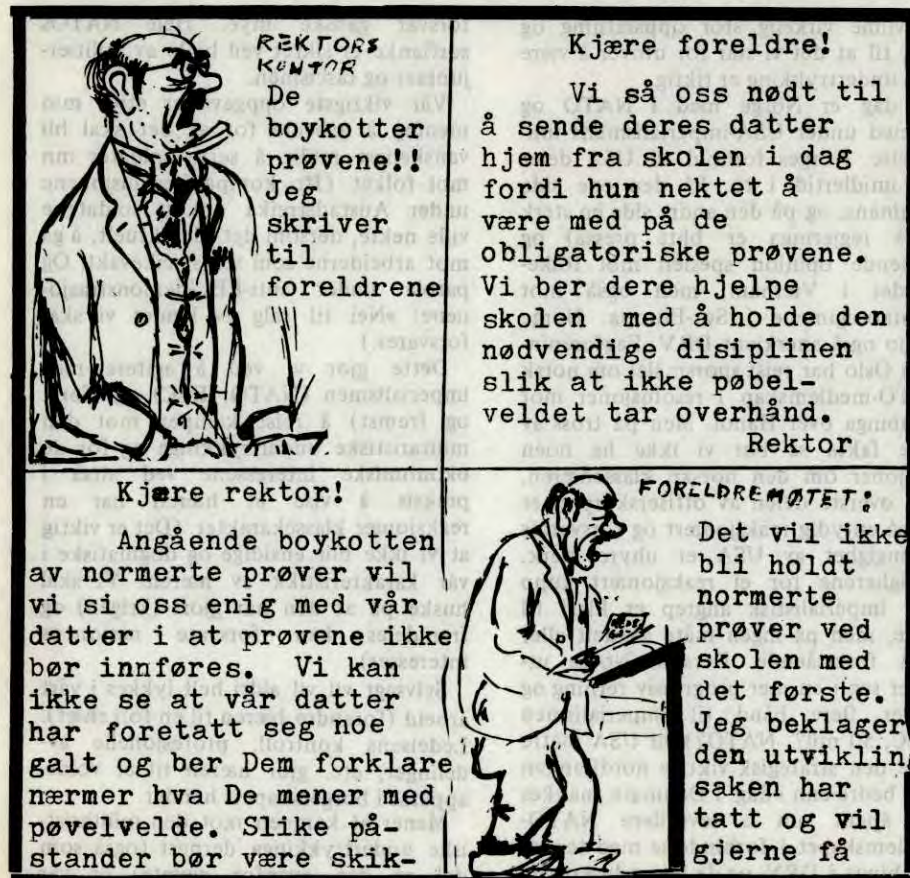 REKTORS
KONTOR
De
boykotter
prøvene!!
Jeg
skriver
til
foreldrene
Kjære foreldre!
Vi så oss nødt til
å sende deres datter
hjem fra skolen i dag
fordi hun nektet å
være med på de
obligatoriske prøvene.
Vi ber dere hjelpe
skolen med å holde den
nødvendige disiplinen
slik at ikke pøbel-
veldet tar overhånd.
Rektor
Kjære rektor!
Angående boykotten
av normerte prøver vil
vi si oss enig med vår
datter i at prøvene ikke
bør innføres. Vi kan
ikke se at vår datter
har foretatt seg noe
galt og ber Dem forklare
nærmer hva De mener med
pøvelvelde. Slike på-
stander bør være skik-
FORELDREMØTET:
Det vil ikke
bli holdt
normerte
prøver ved
skolen med
det første.
Jeg beklager
den utvikling
saken har
tatt og vil
gjerne få